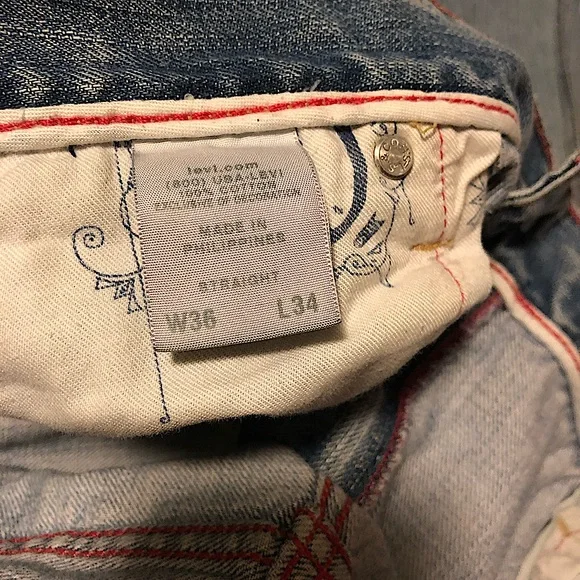 levi.com
(800) USA-LEVI
100% COTTON
EXCLUSIVE OF DECORATION
MADE IN
PHILIPPINES
STRAIGHT
W36 L34